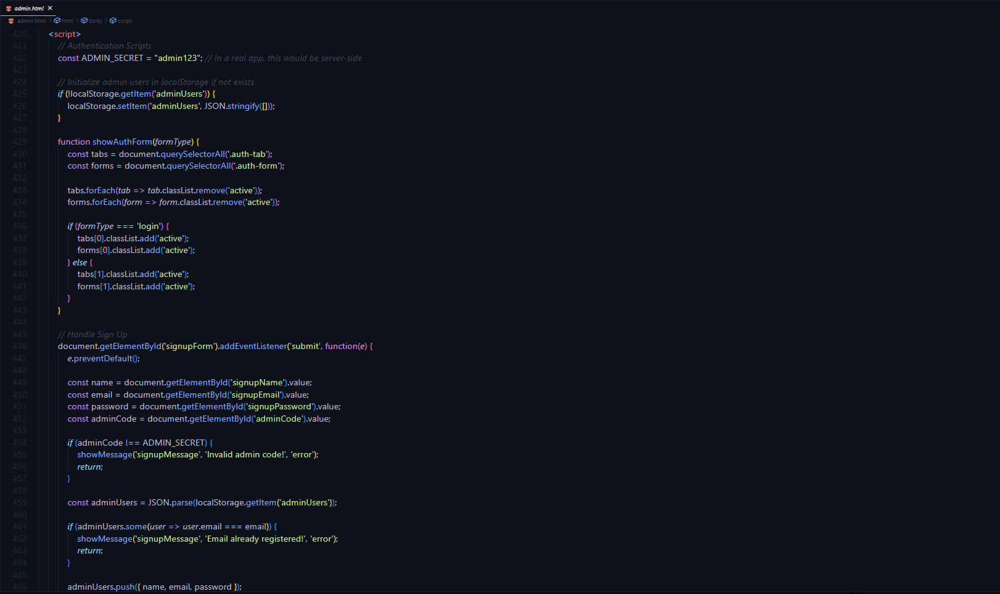 admin.html
admin.html > html > body > script
420 <script>
421 // Authentication Scripts
422 const ADMIN_SECRET = "admin123"; // In a real app, this would be server-side
423
424 // Initialize admin users in localStorage if not exists
425 if (!localStorage.getItem('adminUsers')) {
426 localStorage.setItem('adminUsers', JSON.stringify([]));
427 }
428
429 function showAuthForm(formType) {
430 const tabs = document.querySelectorAll('.auth-tab');
431 const forms = document.querySelectorAll('.auth-form');
432
433 tabs.forEach(tab => tab.classList.remove('active'));
434 forms.forEach(form => form.classList.remove('active'));
435
436 if (formType === 'login') {
437 tabs[0].classList.add('active');
438 forms[0].classList.add('active');
439 } else {
440 tabs[1].classList.add('active');
441 forms[1].classList.add('active');
442 }
443 }
444
445 // Handle Sign Up
446 document.getElementById('signupForm').addEventListener('submit', function(e) {
447 e.preventDefault();
448
449 const name = document.getElementById('signupName').value;
450 const email = document.getElementById('signupEmail').value;
451 const password = document.getElementById('signupPassword').value;
452 const adminCode = document.getElementById('adminCode').value;
453
454 if (adminCode !== ADMIN_SECRET) {
455 showMessage('signupMessage', 'Invalid admin code!', 'error');
456 return;
457 }
458
459 const adminUsers = JSON.parse(localStorage.getItem('adminUsers'));
460
461 if (adminUsers.some(user => user.email === email)) {
462 showMessage('signupMessage', 'Email already registered!', 'error');
463 return;
464 }
465
466 adminUsers.push({ name, email, password });